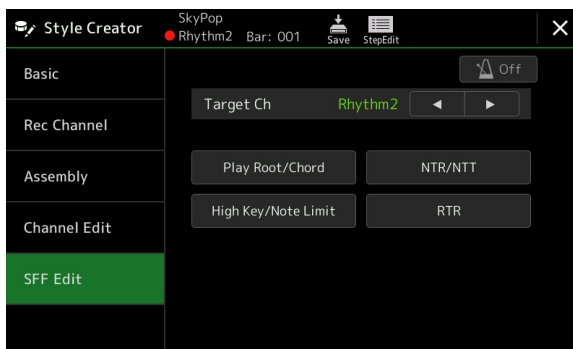 Style Creator
SkyPop
Rhythm2 Bar: 001
Save
StepEdit
Basic
Off
Target Ch Rhythm2
Rec Channel
Assembly
Play Root/Chord
NTR/NTT
High Key/Note Limit
RTR
Channel Edit
SFF Edit